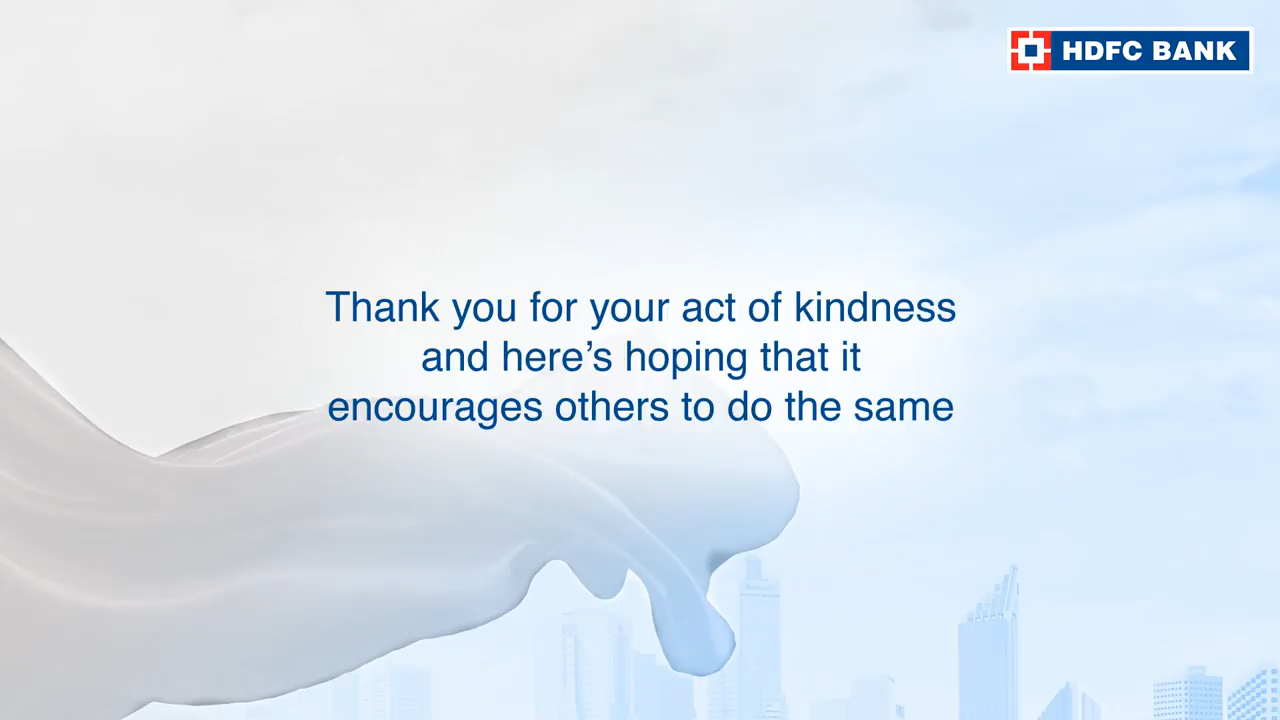 HDFC BANK
Thank you for your act of kindness
and here’s hoping that it
encourages others to do the same